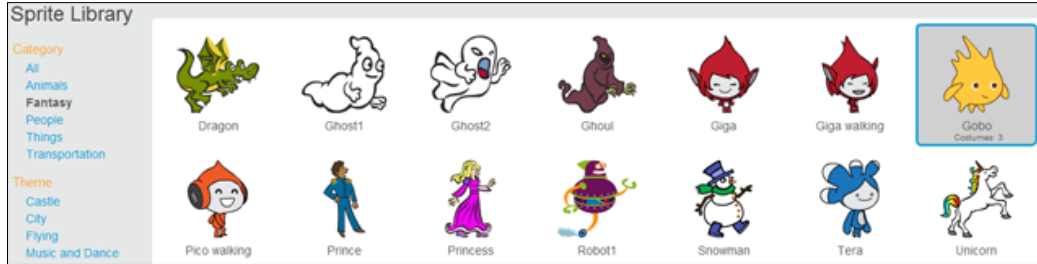 Sprite Library
Category
All
Animals
Fantasy
People
Things
Transportation
Theme
Castle
City
Flying
Music and Dance
Dragon
Ghost1
Ghost2
Ghoul
Giga
Giga walking
Gobo
Costumes: 3
Pico walking
Prince
Princess
Robot1
Snowman
Tera
Unicorn